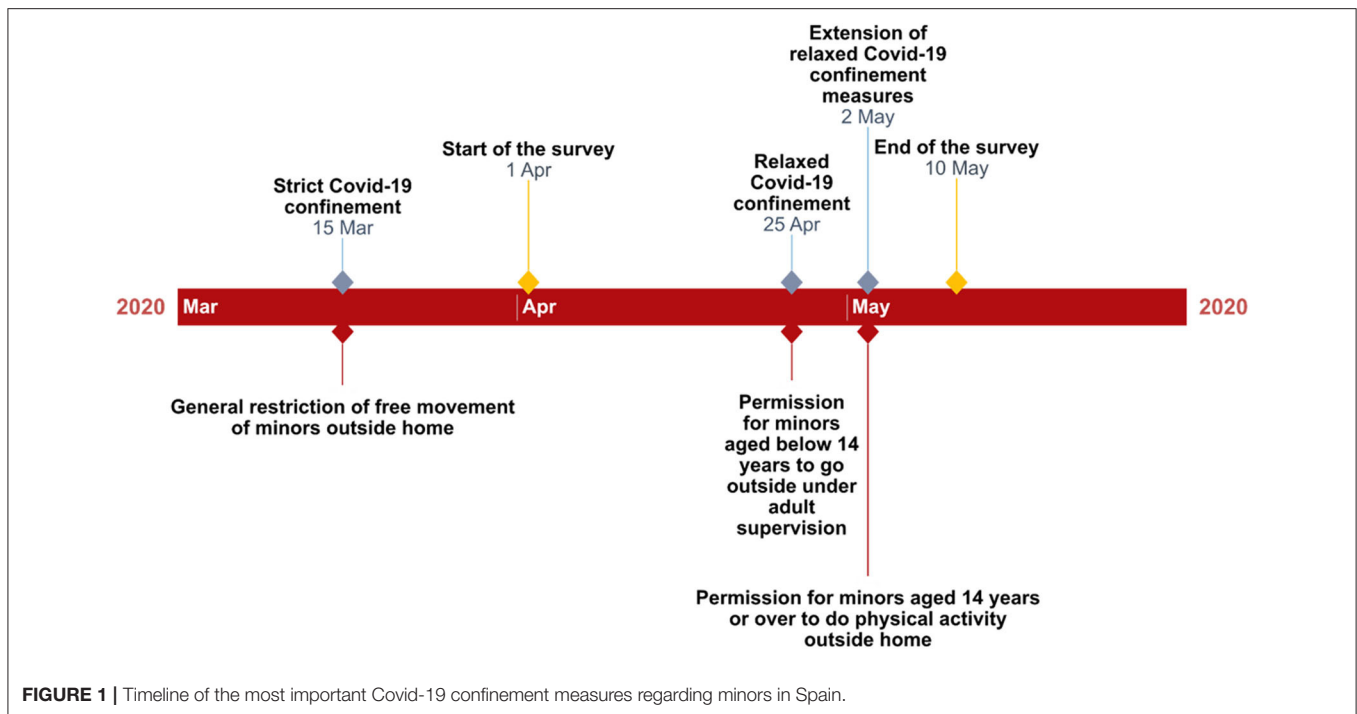 Extension of
relaxed Covid-19
confinement
measures
2 May
Start of the survey
1 Apr
End of the survey
10 May
Relaxed
Covid-19
confinement
25 Apr
Strict Covid-19
confinement
15 Mar
2020
Mar
Apr
May
2020
General restriction of free movement
of minors outside home
Permission
for minors
aged below 14
years to go
outside under
adult
supervision
Permission for minors aged 14 years
or over to do physical activity
outside home
FIGURE 1 | Timeline of the most important Covid-19 confinement measures regarding minors in Spain.